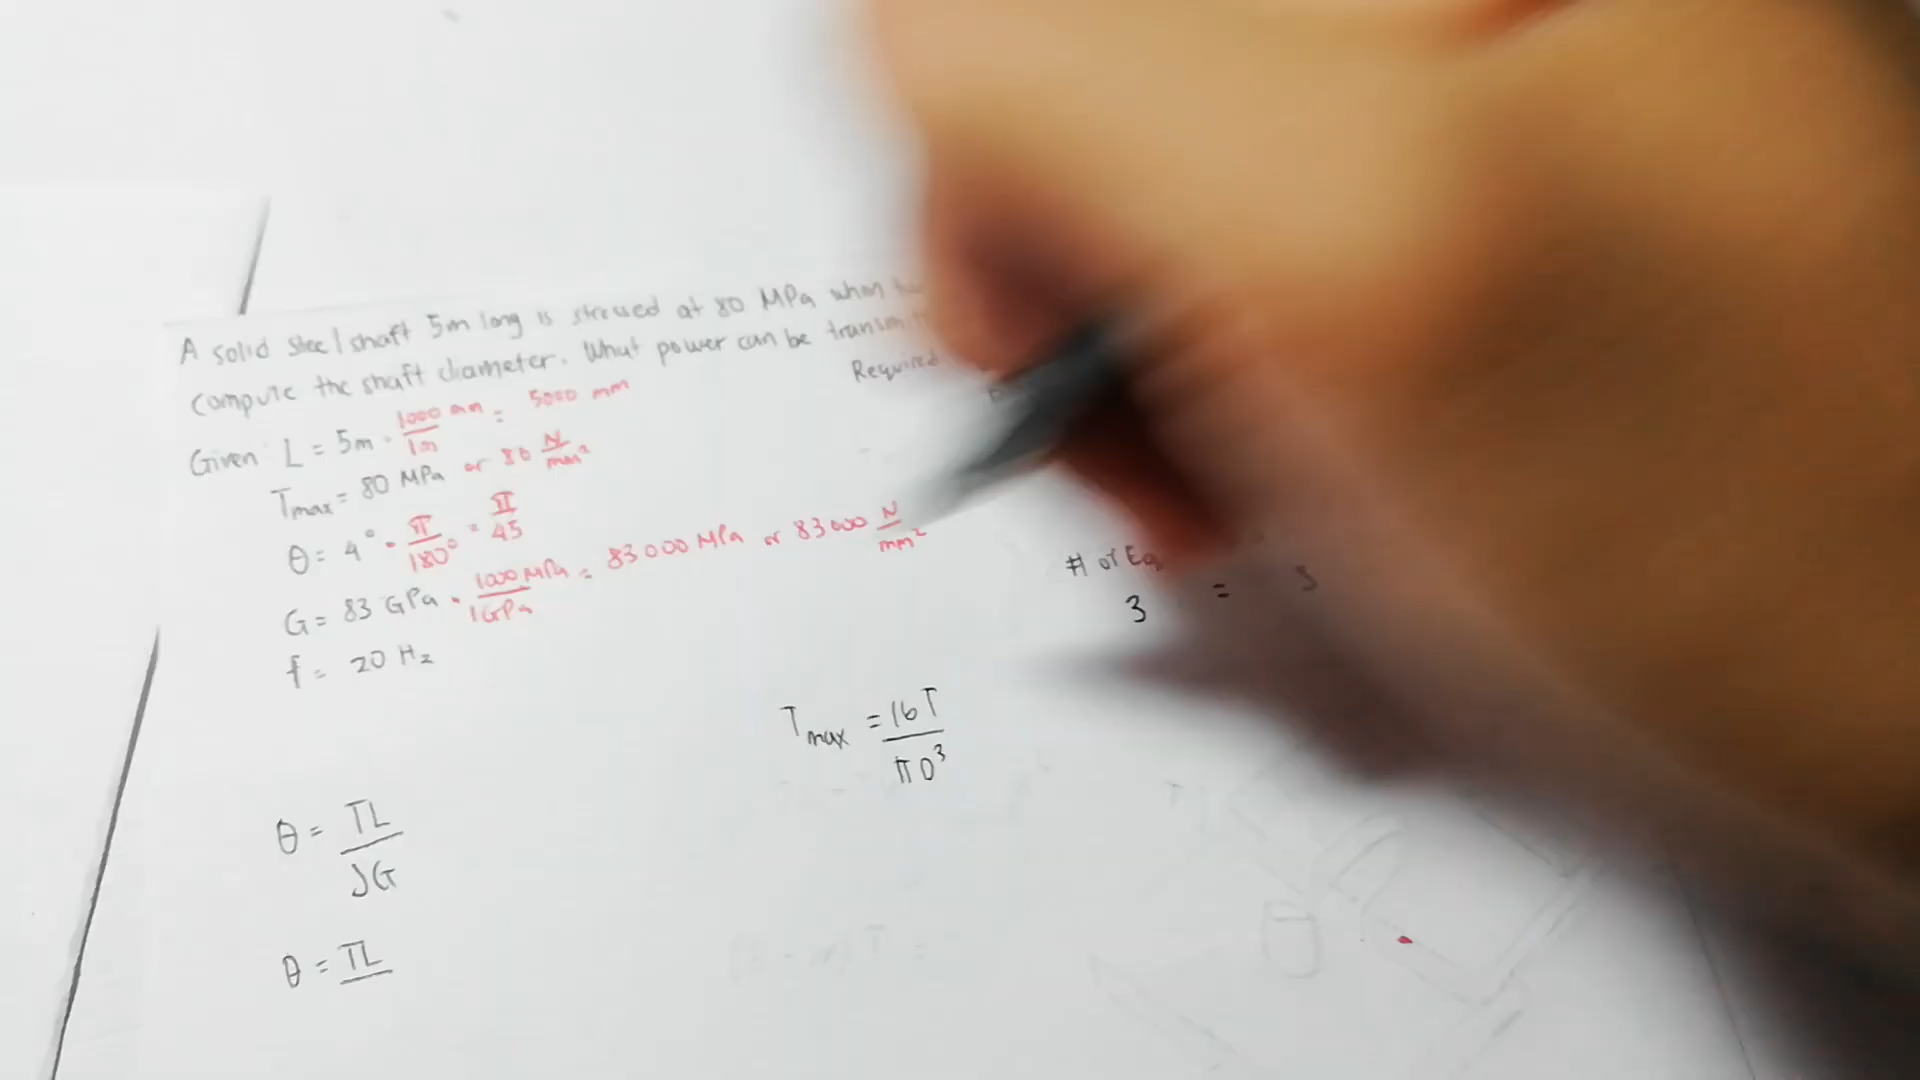 A solid steel shaft 5m long is stressed at 80 MPa when
compute the shaft diameter. What power can be
Required
Given L = 5m · 1000 mm / 1m = 5000 mm
Tmax = 80 MPa or 80 N/mm²
θ = 4° · π/180° = π/45
G = 83 GPa · 1000 MPa / 1GPa = 83000 MPa or 83000 N/mm²
f = 20 Hz
# of Eq
3 =
Tmax = 16T / πD³
θ = TL / JG
θ = TL